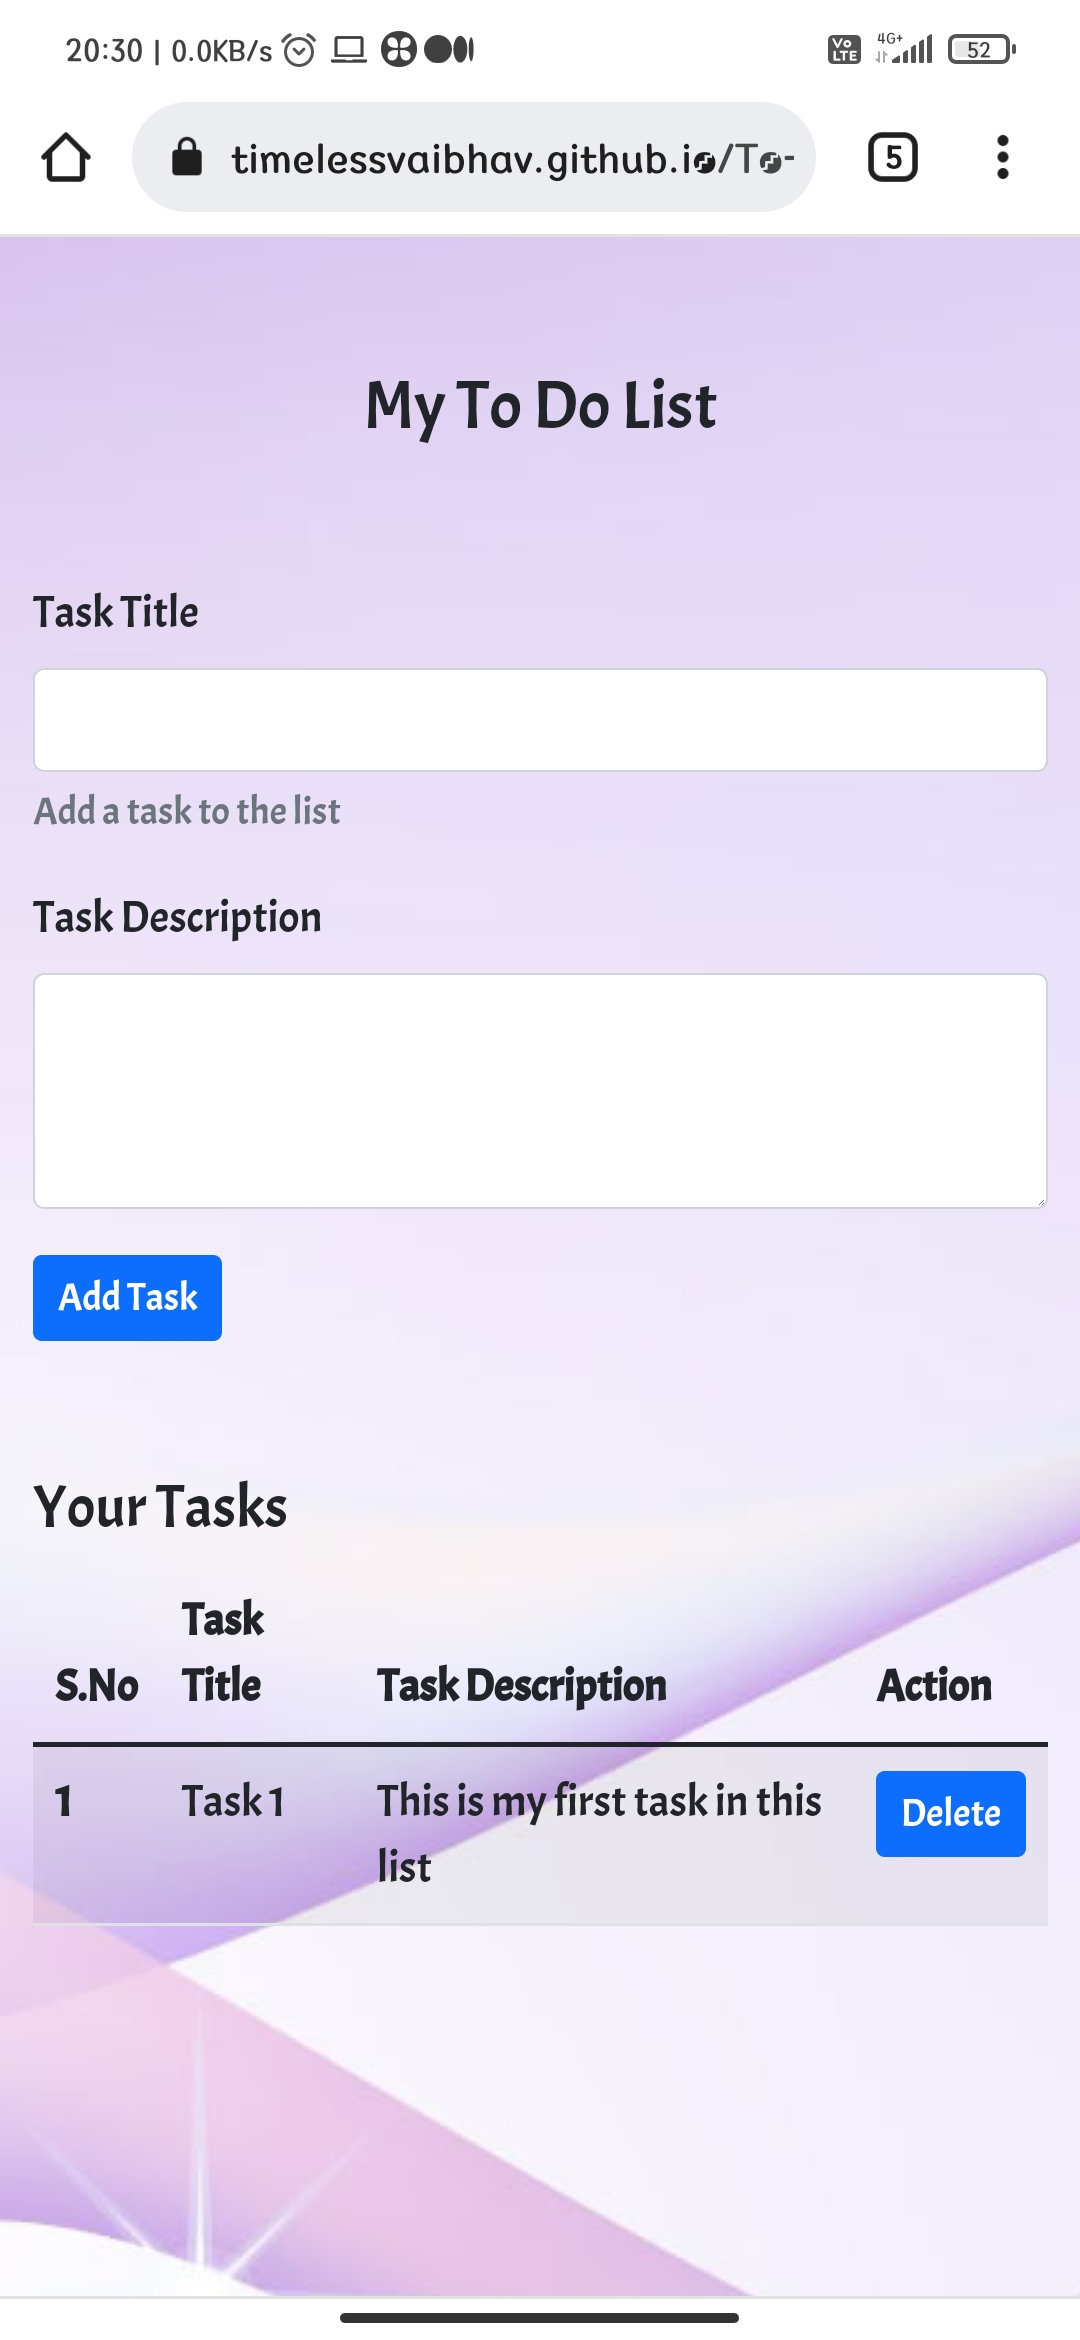 20:30 | 0.0KB/s
Vo LTE 4G+ 52
timelessvaibhav.github.io/To-
5
My To Do List
Task Title
Add a task to the list
Task Description
Add Task
Your Tasks
S.No Task Title Task Description Action
1 Task 1 This is my first task in this Delete
list